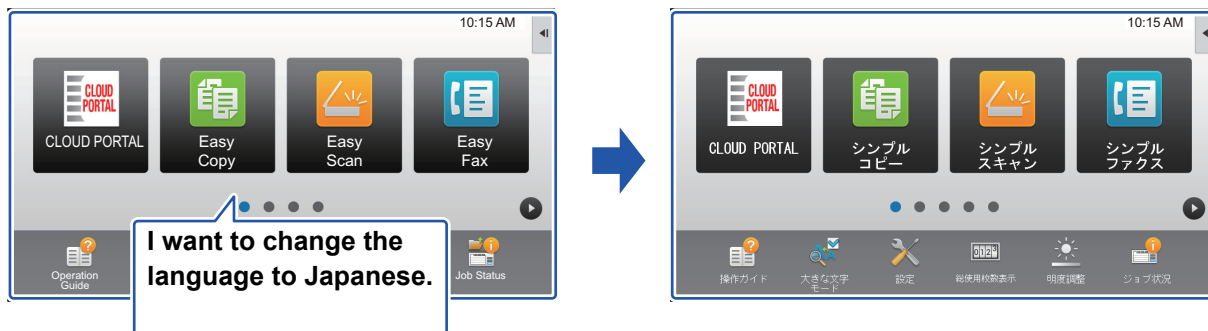 10:15 AM
CLOUD
PORTAL
CLOUD PORTAL
Easy
Copy
Easy
Scan
Easy
Fax
I want to change the
language to Japanese.
Operation
Guide
Job Status
10:15 AM
CLOUD
PORTAL
CLOUD PORTAL
シンプル
コピー
シンプル
スキャン
シンプル
ファクス
操作ガイド
大きな文字
モード
設定
総使用枚数表示
明度調整
ジョブ状況